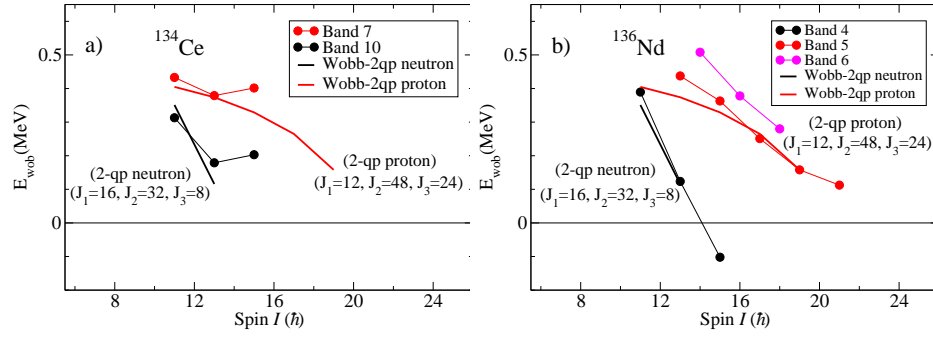 a)
¹³⁴Ce
Band 7
Band 10
Wobb-2qp neutron
Wobb-2qp proton
(2-qp proton)
(J₁=12, J₂=48, J₃=24)
(2-qp neutron)
(J₁=16, J₂=32, J₃=8)
0.5
0
E_wob(MeV)
8 12 16 20 24
Spin I (ħ)
b)
¹³⁶Nd
Band 4
Band 5
Band 6
Wobb-2qp neutron
Wobb-2qp proton
(2-qp proton)
(J₁=12, J₂=48, J₃=24)
(2-qp neutron)
(J₁=16, J₂=32, J₃=8)
0.5
0
E_wob(MeV)
8 12 16 20 24
Spin I (ħ)